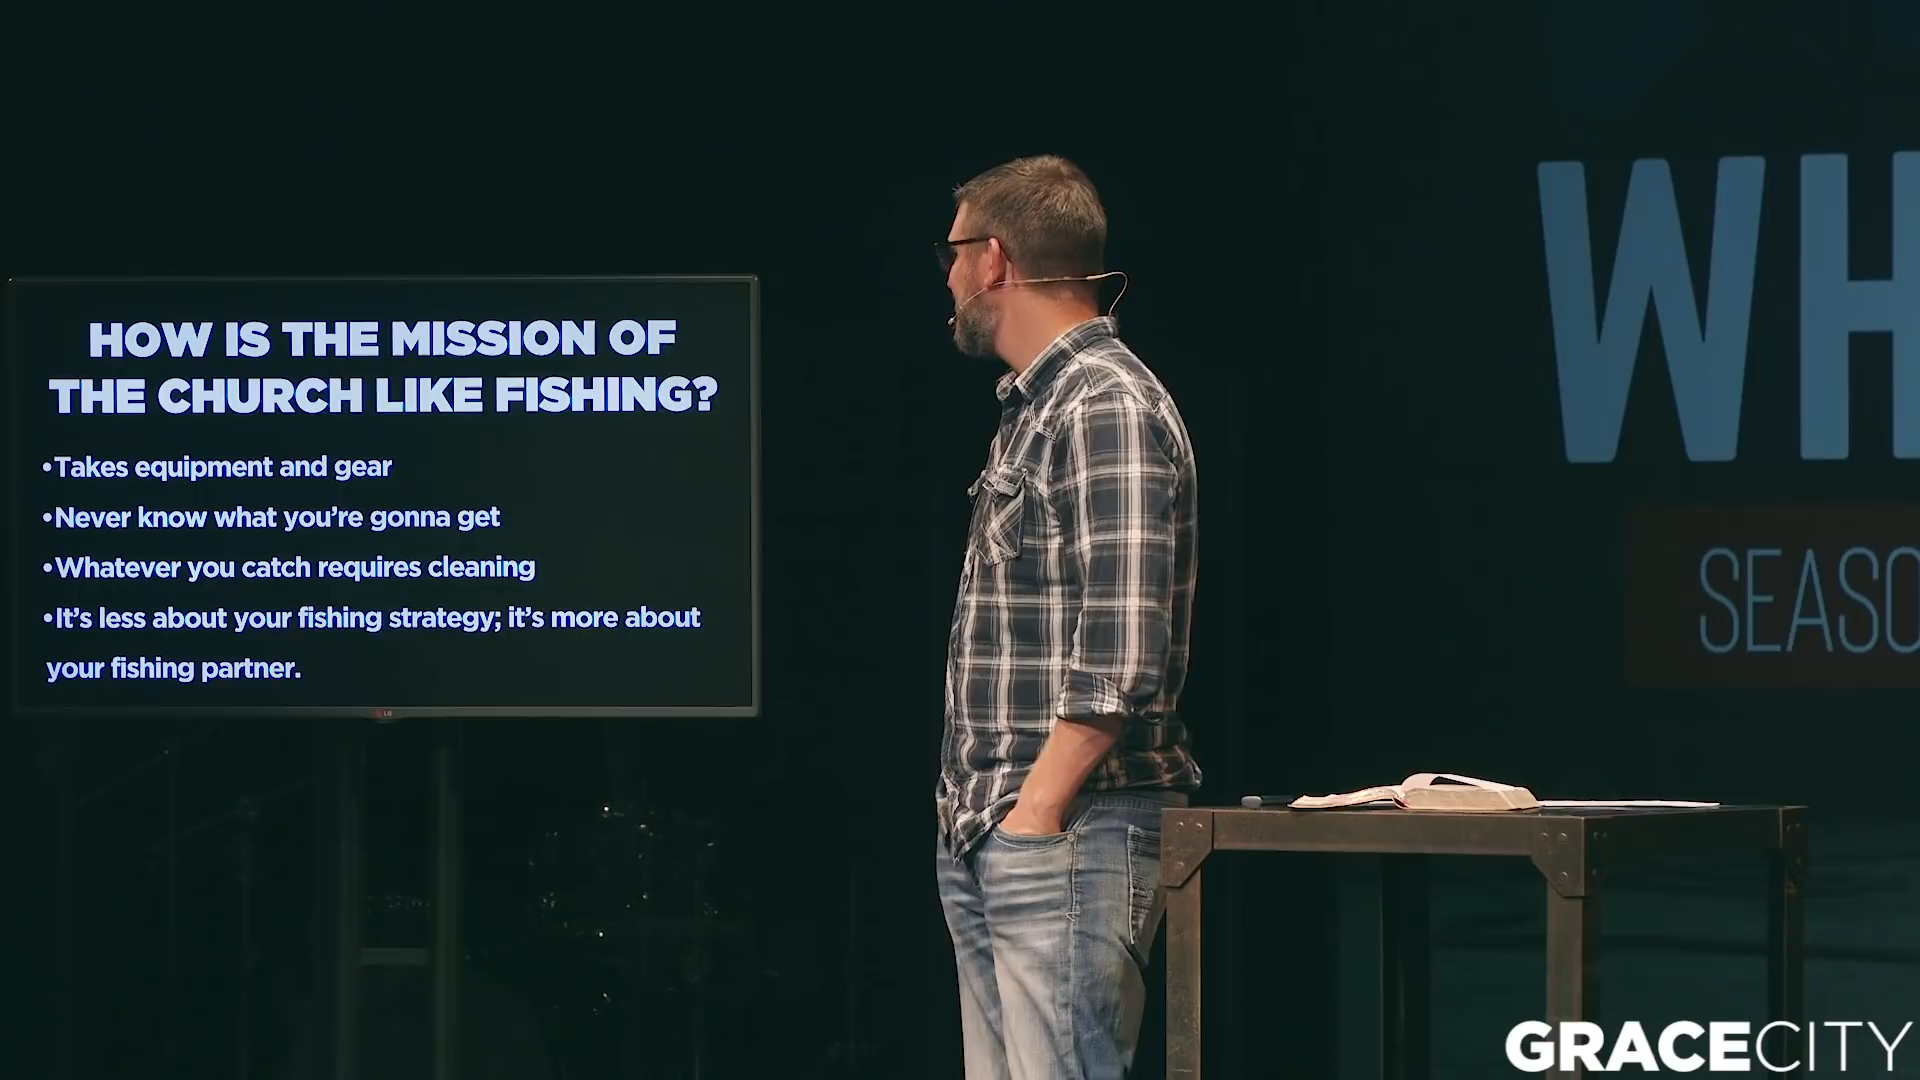 HOW IS THE MISSION OF
THE CHURCH LIKE FISHING?
•Takes equipment and gear
•Never know what you're gonna get
•Whatever you catch requires cleaning
•It's less about your fishing strategy; it's more about
your fishing partner.
LG
WH
SEASO
GRACECITY